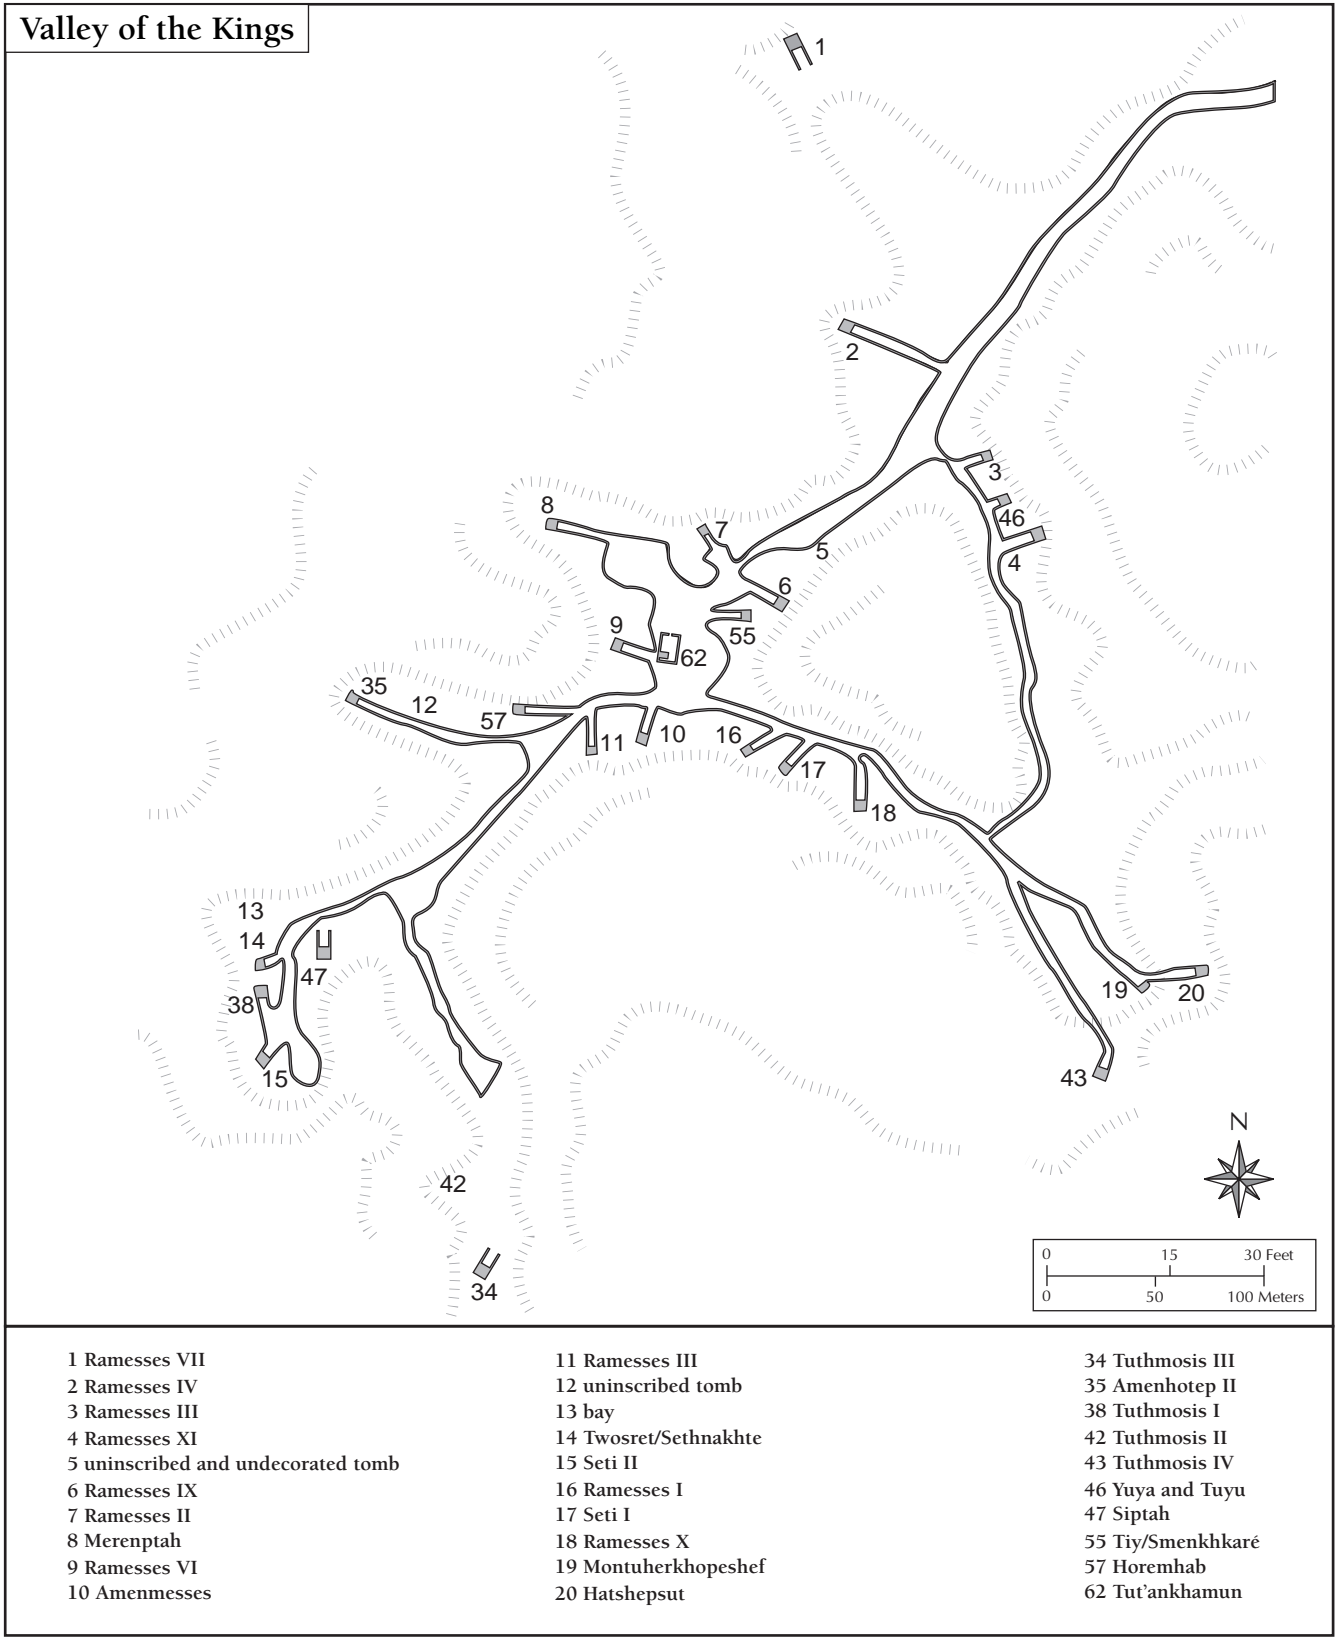 Valley of the Kings
1
2
3
46
4
5
6
7
8
9
55
62
35
12
57
11
10
16
17
18
13
14
47
38
15
19
20
43
42
34
N
0 15 30 Feet
0 50 100 Meters
1 Ramesses VII
2 Ramesses IV
3 Ramesses III
4 Ramesses XI
5 uninscribed and undecorated tomb
6 Ramesses IX
7 Ramesses II
8 Merenptah
9 Ramesses VI
10 Amenmesses
11 Ramesses III
12 uninscribed tomb
13 bay
14 Twosret/Sethnakhte
15 Seti II
16 Ramesses I
17 Seti I
18 Ramesses X
19 Montuherkhopeshef
20 Hatshepsut
34 Tuthmosis III
35 Amenhotep II
38 Tuthmosis I
42 Tuthmosis II
43 Tuthmosis IV
46 Yuya and Tuyu
47 Siptah
55 Tiy/Smenkhkaré
57 Horemhab
62 Tut’ankhamun